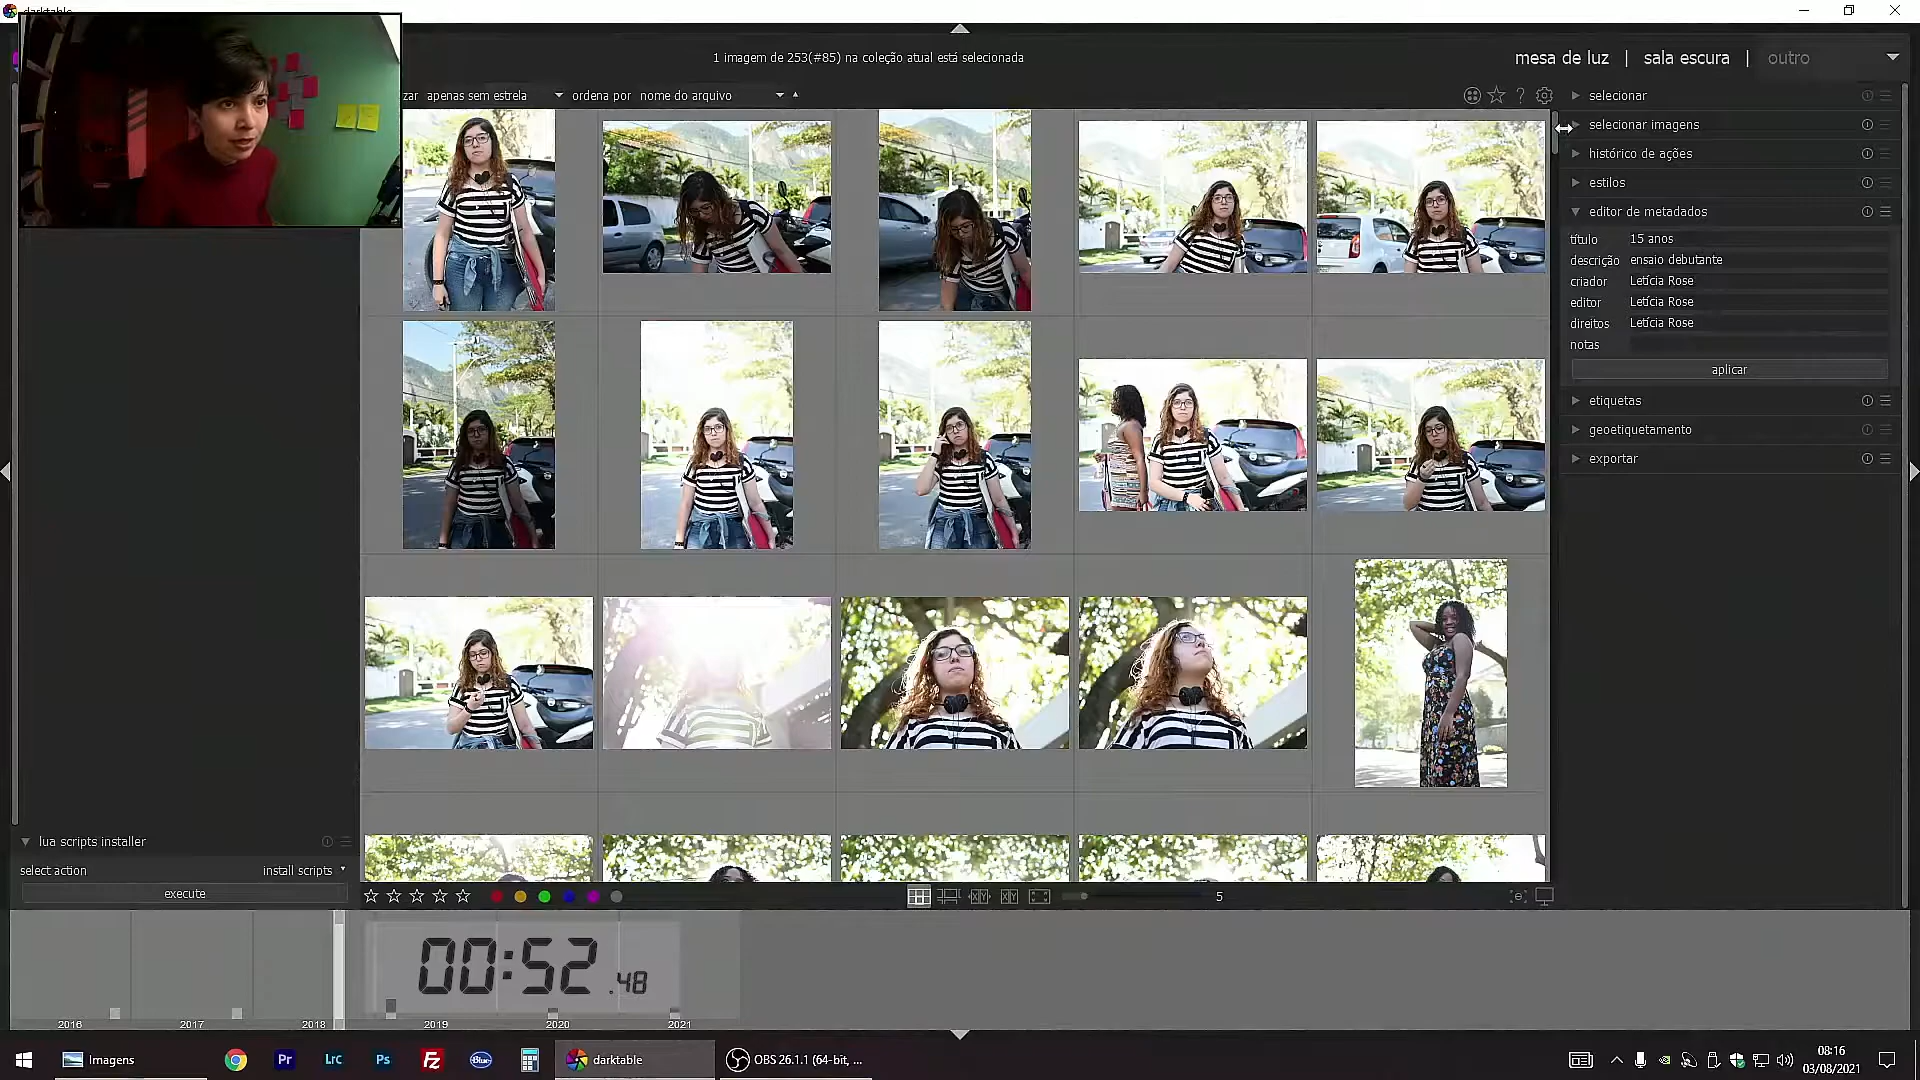 darktable
1 imagem de 253(#85) na coleção atual está selecionada
mesa de luz | sala escura | outro
zar apenas sem estrela ordena por nome do arquivo
selecionar
selecionar imagens
histórico de ações
estilos
editor de metadados
título 15 anos
descrição ensaio debutante
criador Letícia Rose
editor Letícia Rose
direitos Letícia Rose
notas
aplicar
etiquetas
geoetiquetamento
exportar
lua scripts installer
select action install scripts
execute
5
00:52.48
2016 2017 2018 2019 2020 2021
Imagens
Pr
Lrc
Ps
FZ
Blue
darktable
OBS 26.1.1 (64-bit, ...
08:16
03/08/2021